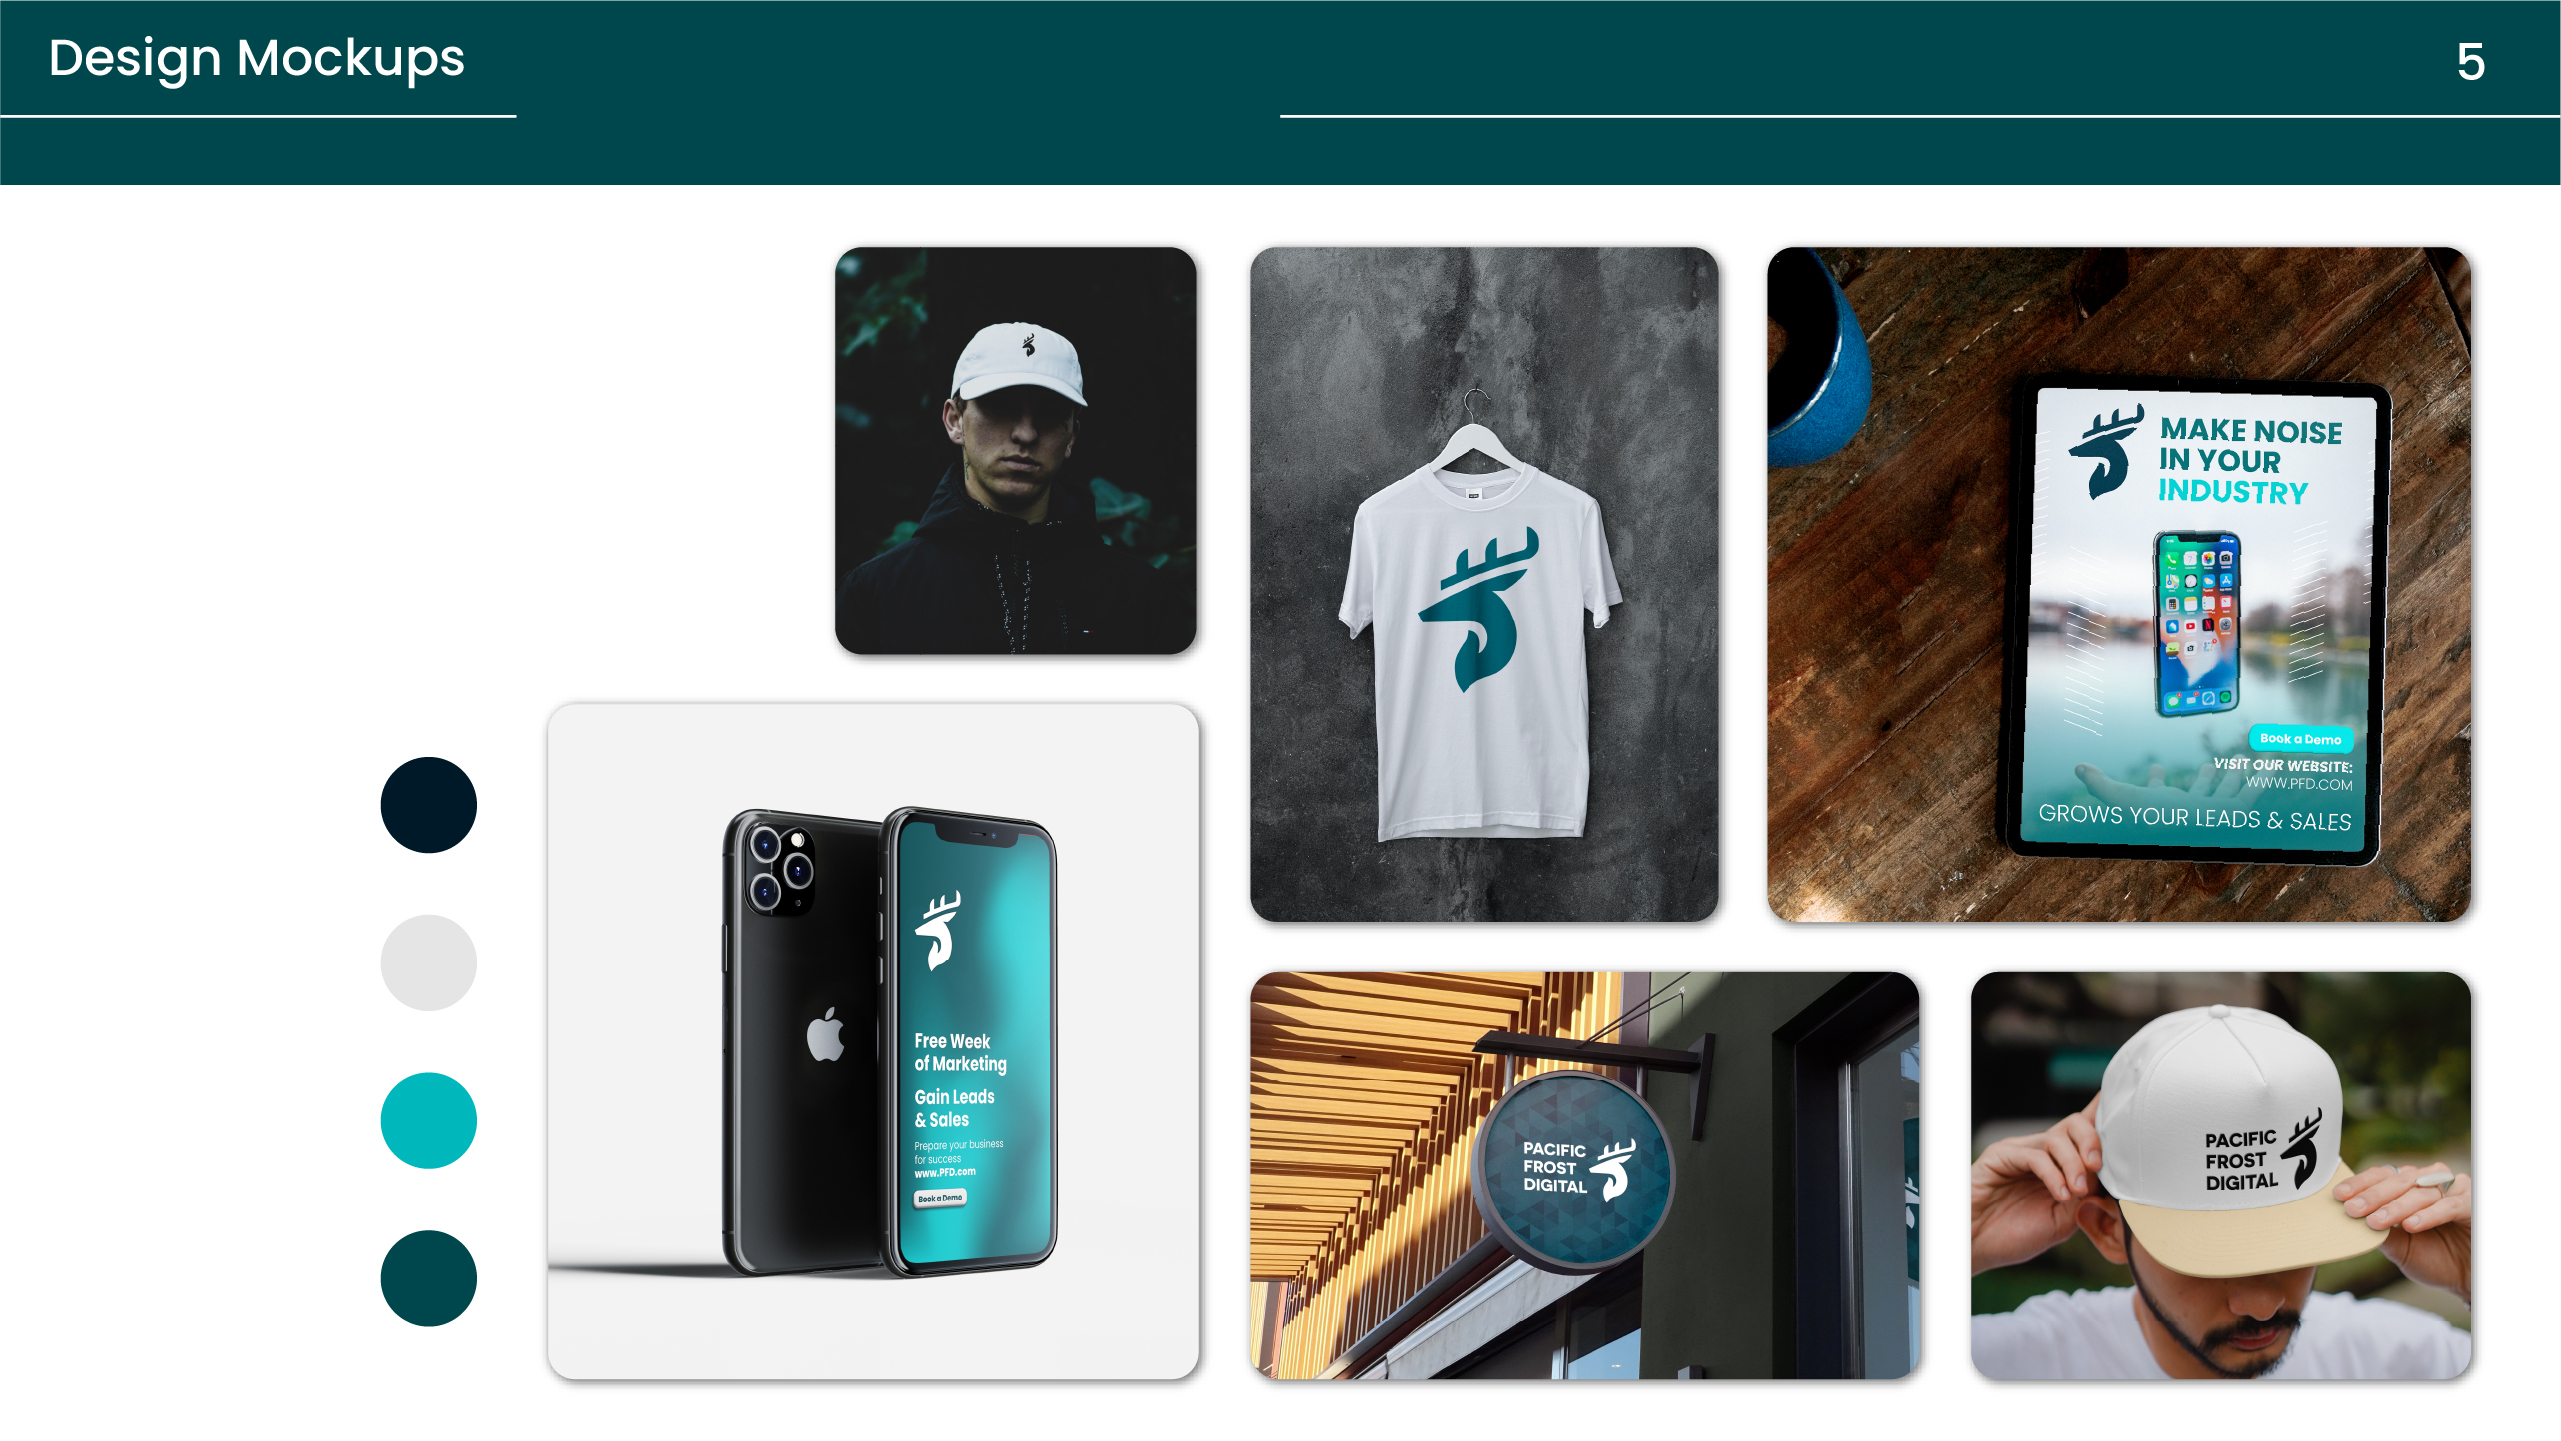 Design Mockups
5
MAKE NOISE
IN YOUR
INDUSTRY
Book a Demo
VISIT OUR WEBSITE:
WWW.PFD.COM
GROWS YOUR LEADS & SALES
Free Week
of Marketing
Gain Leads
& Sales
Prepare your business
for success
www.PFD.com
Book a Demo
PACIFIC
FROST
DIGITAL
PACIFIC
FROST
DIGITAL